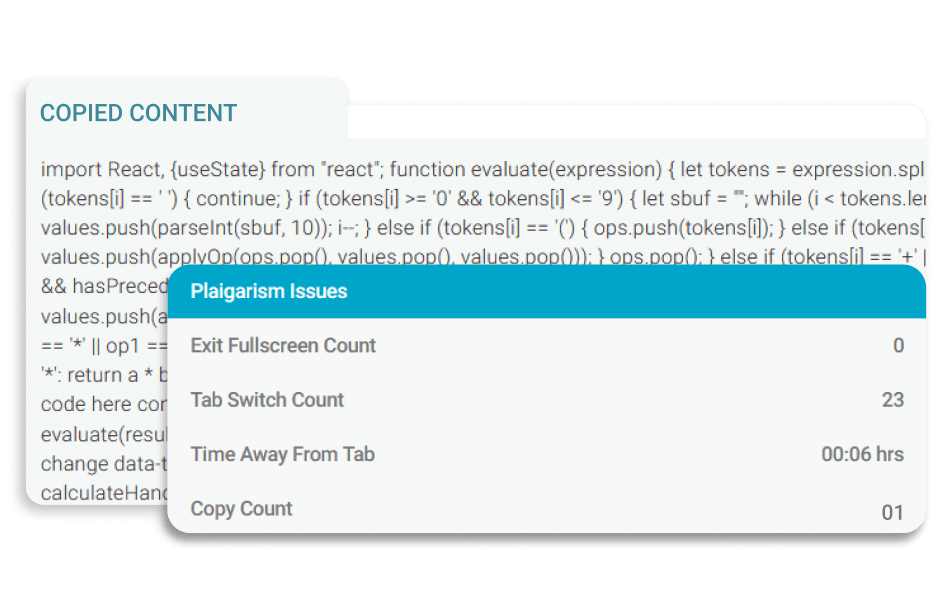 COPIED CONTENT
import React, {useState} from "react"; function evaluate(expression) { let tokens = expression.spl
(tokens[i] == ' ') { continue; } if (tokens[i] >= '0' && tokens[i] <= '9') { let sbuf = ""; while (i < tokens.ler
values.push(parseInt(sbuf, 10)); i--; } else if (tokens[i] == '(') { ops.push(tokens[i]); } else if (tokens[
values.push(applyOp(ops.pop(), values.pop(), values.pop())); } ops.pop(); } else if (tokens[i] == '+' |
&& hasPreced
values.push(a
== '*' || op1 ==
'*': return a * b
code here cor
evaluate(resul
change data-t
calculateHand
Plaigarism Issues
Exit Fullscreen Count 0
Tab Switch Count 23
Time Away From Tab 00:06 hrs
Copy Count 01